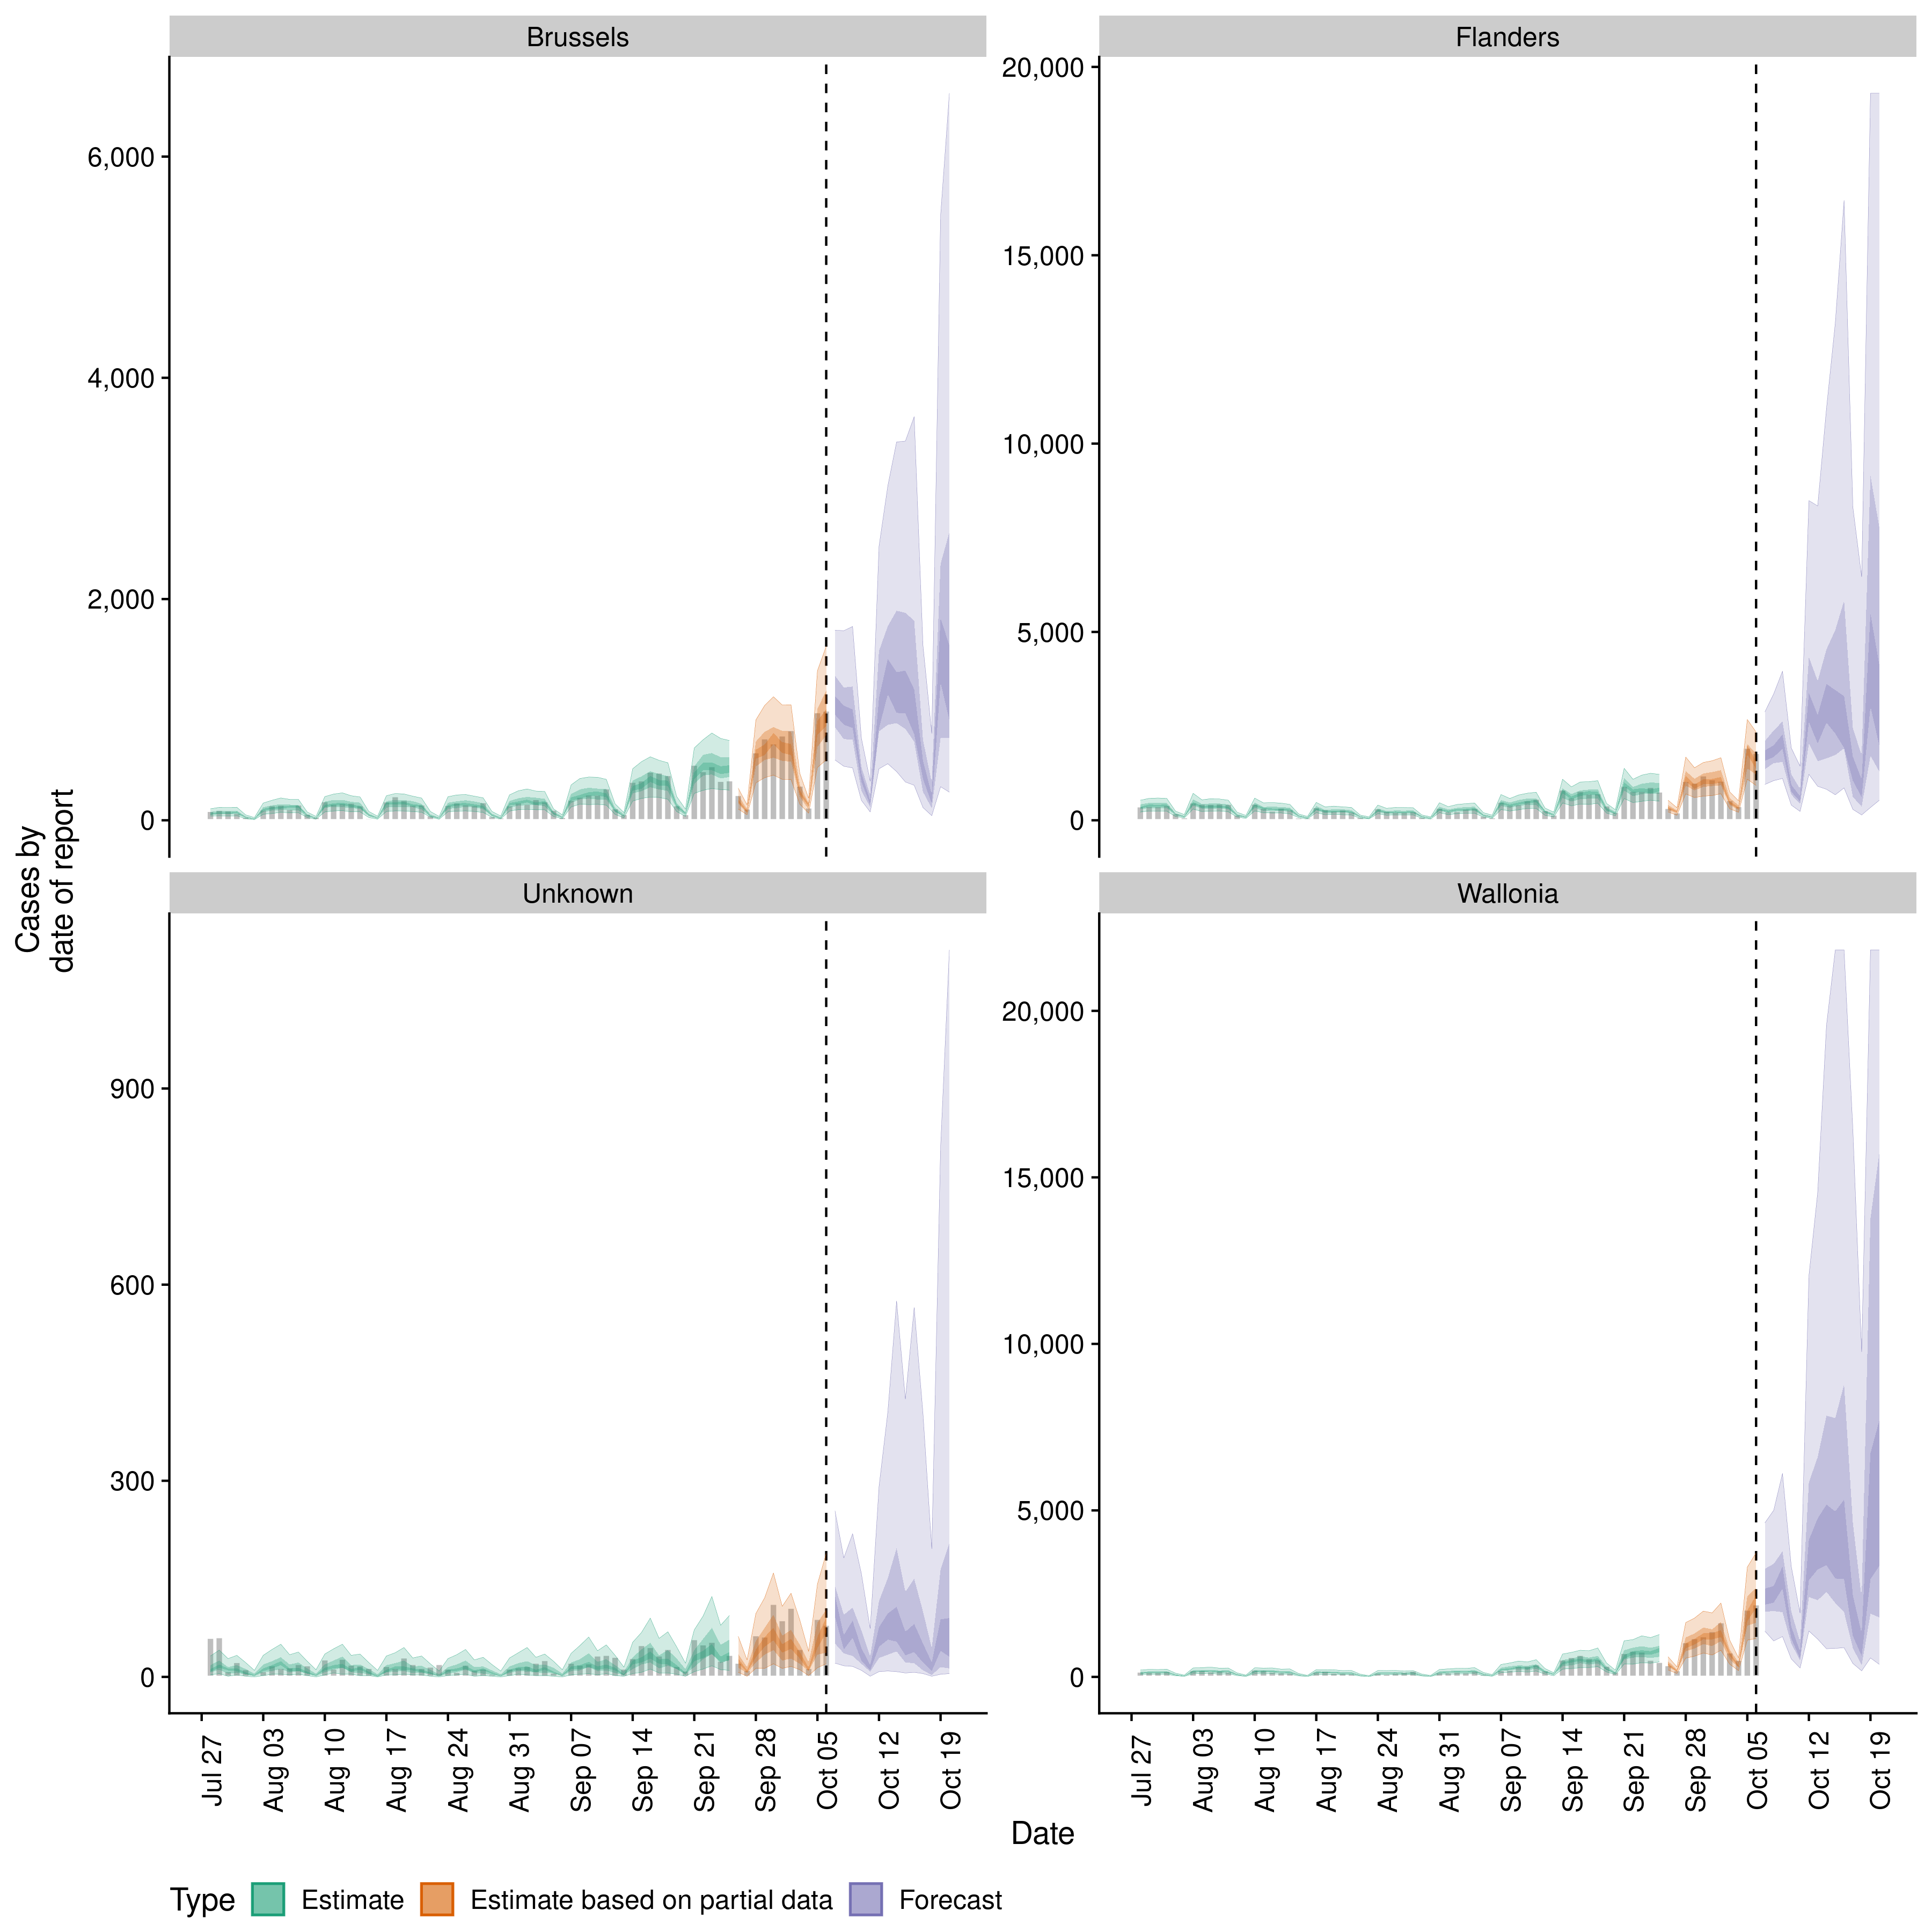 Brussels
Flanders
6,000
4,000
2,000
0
20,000
15,000
10,000
5,000
0
Cases by
date of report
Unknown
Wallonia
900
600
300
0
20,000
15,000
10,000
5,000
0
Jul 27
Aug 03
Aug 10
Aug 17
Aug 24
Aug 31
Sep 07
Sep 14
Sep 21
Sep 28
Oct 05
Oct 12
Oct 19
Jul 27
Aug 03
Aug 10
Aug 17
Aug 24
Aug 31
Sep 07
Sep 14
Sep 21
Sep 28
Oct 05
Oct 12
Oct 19
Date
Type Estimate Estimate based on partial data Forecast